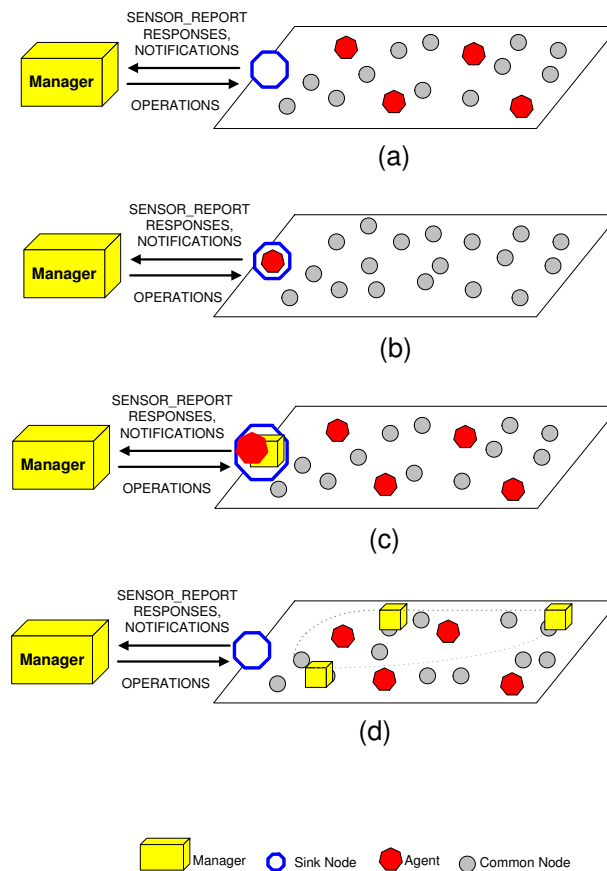 SENSOR_REPORT
RESPONSES,
NOTIFICATIONS
Manager
OPERATIONS
(a)
SENSOR_REPORT
RESPONSES,
NOTIFICATIONS
Manager
OPERATIONS
(b)
SENSOR_REPORT
RESPONSES,
NOTIFICATIONS
Manager
OPERATIONS
(c)
SENSOR_REPORT
RESPONSES,
NOTIFICATIONS
Manager
OPERATIONS
(d)
Manager Sink Node Agent Common Node